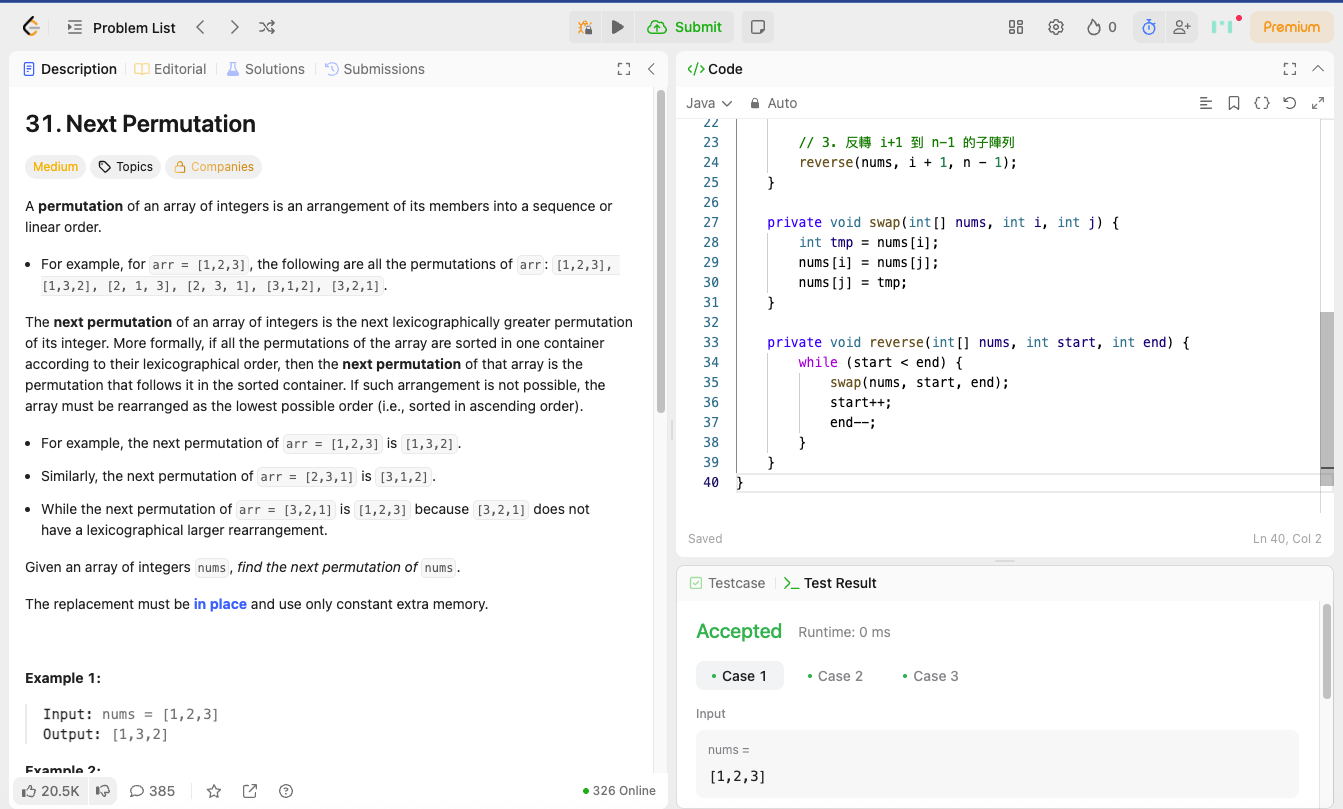 Problem List
Submit
0
Premium
Description
Editorial
Solutions
Submissions
31. Next Permutation
Medium
Topics
Companies
A permutation of an array of integers is an arrangement of its members into a sequence or
linear order.
• For example, for arr = [1,2,3], the following are all the permutations of arr: [1,2,3],
[1,3,2], [2, 1, 3], [2, 3, 1], [3,1,2], [3,2,1].
The next permutation of an array of integers is the next lexicographically greater permutation
of its integer. More formally, if all the permutations of the array are sorted in one container
according to their lexicographical order, then the next permutation of that array is the
permutation that follows it in the sorted container. If such arrangement is not possible, the
array must be rearranged as the lowest possible order (i.e., sorted in ascending order).
• For example, the next permutation of arr = [1,2,3] is [1,3,2].
• Similarly, the next permutation of arr = [2,3,1] is [3,1,2].
• While the next permutation of arr = [3,2,1] is [1,2,3] because [3,2,1] does not
have a lexicographical larger rearrangement.
Given an array of integers nums, find the next permutation of nums.
The replacement must be in place and use only constant extra memory.
Example 1:
Input: nums = [1,2,3]
Output: [1,3,2]
Example 2:
20.5K
385
326 Online
</> Code
Java
Auto
22
23 // 3. 反轉 i+1 到 n-1 的子陣列
24 reverse(nums, i + 1, n - 1);
25 }
26
27 private void swap(int[] nums, int i, int j) {
28 int tmp = nums[i];
29 nums[i] = nums[j];
30 nums[j] = tmp;
31 }
32
33 private void reverse(int[] nums, int start, int end) {
34 while (start < end) {
35 swap(nums, start, end);
36 start++;
37 end--;
38 }
39 }
40 }
Saved
Ln 40, Col 2
Testcase
>_ Test Result
Accepted
Runtime: 0 ms
• Case 1
• Case 2
• Case 3
Input
nums =
[1,2,3]